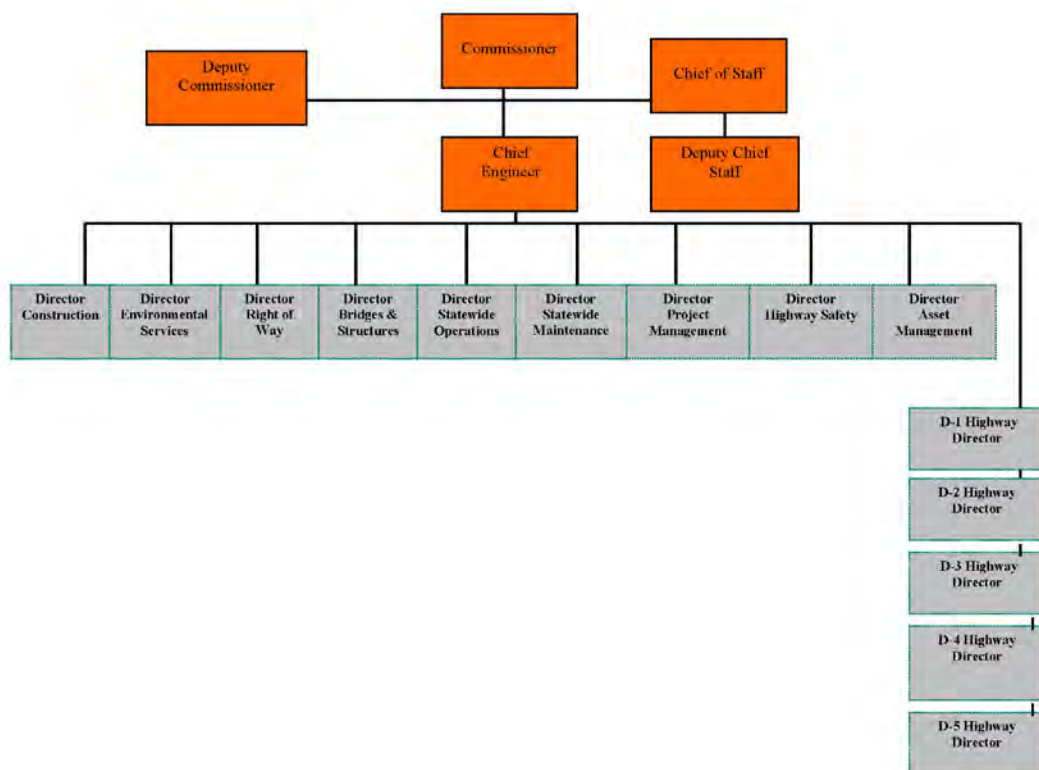 Commissioner
Deputy
Commissioner
Chief of Staff
Chief
Engineer
Deputy Chief
Staff
Director
Construction
Director
Environmental
Services
Director
Right of
Way
Director
Bridges &
Structures
Director
Statewide
Operations
Director
Statewide
Maintenance
Director
Project
Management
Director
Highway Safety
Director
Asset
Management
D-1 Highway
Director
D-2 Highway
Director
D-3 Highway
Director
D-4 Highway
Director
D-5 Highway
Director